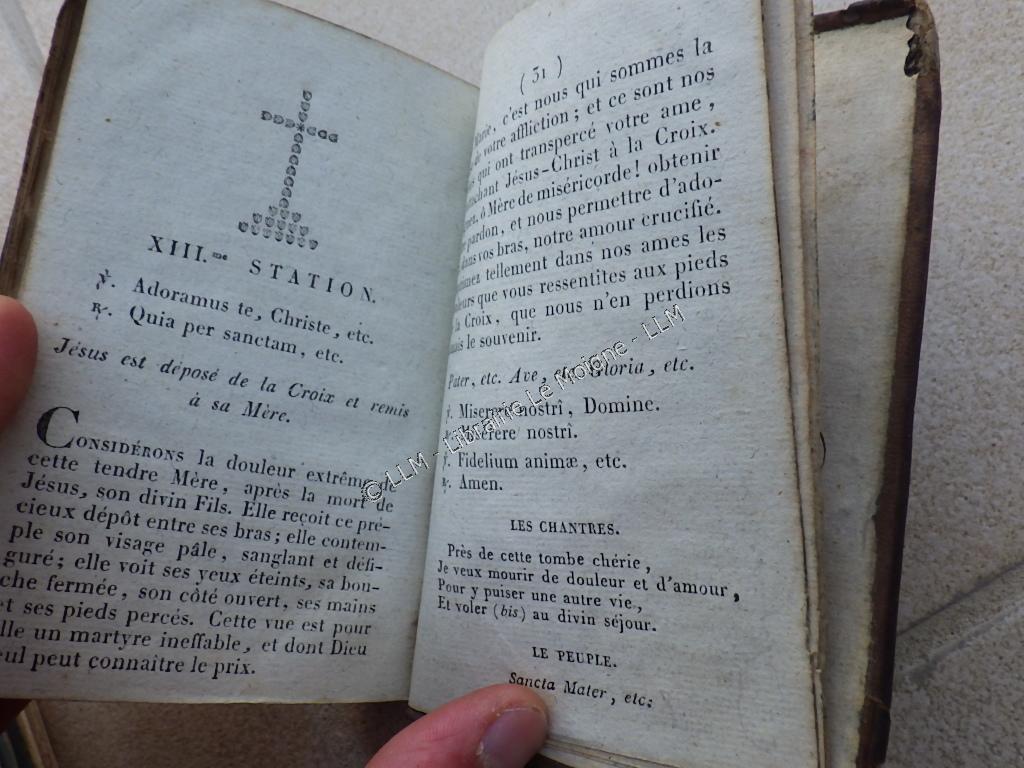 XIII.me STATION.
℣. Adoramus te, Christe, etc.
℟. Quia per sanctam, etc.
Jésus est déposé de la Croix et remis
à sa Mère.
CONSIDÉRONS la douleur extrême de
cette tendre Mère, après la mort de
Jésus, son divin Fils. Elle reçoit ce pré-
cieux dépôt entre ses bras; elle contem-
ple son visage pâle, sanglant et défi-
guré; elle voit ses yeux éteints, sa bou-
che fermée, son côté ouvert, ses mains
et ses pieds percés. Cette vue est pour
lle un martyre ineffable, et dont Dieu
eul peut connaître le prix.
( 31 )
c'est nous qui sommes la
de votre affliction; et ce sont nos
qui ont transpercé votre ame,
Jésus-Christ à la Croix.
ô Mère de miséricorde! obtenir
pardon, et nous permettre d'ado-
dans vos bras, notre amour crucifié.
tellement dans nos ames les
que vous ressentites aux pieds
la Croix, que nous n'en perdions
le souvenir.
Pater, etc. Ave, etc. Gloria, etc.
℣. Miserere nostrî, Domine.
Miserere nostrî.
℣. Fidelium animæ, etc.
℟. Amen.
LES CHANTRES.
Près de cette tombe chérie,
Je veux mourir de douleur et d'amour,
Pour y puiser une autre vie,
Et voler (bis) au divin séjour.
LE PEUPLE.
Sancta Mater, etc.
© LLM - Librairie Le Moigne - LLM